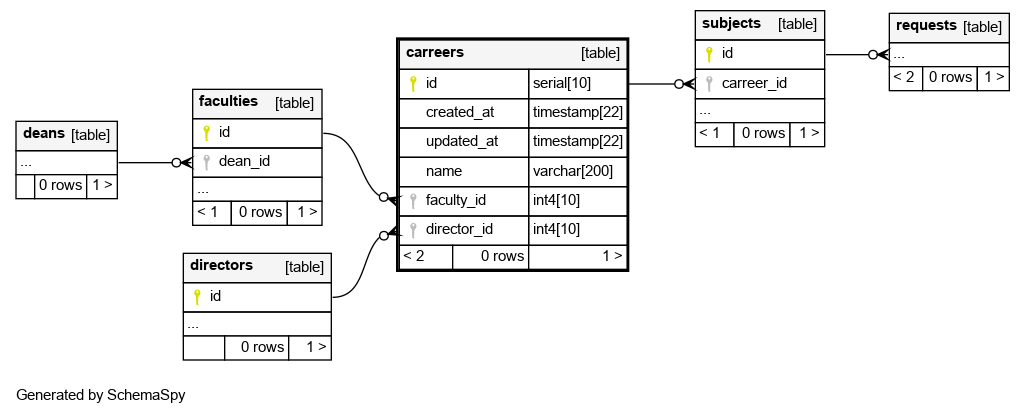 deans [table]
...
0 rows 1 >
faculties [table]
id
dean_id
...
< 1 0 rows 1 >
directors [table]
id
...
0 rows 1 >
carreers [table]
id serial[10]
created_at timestamp[22]
updated_at timestamp[22]
name varchar[200]
faculty_id int4[10]
director_id int4[10]
< 2 0 rows 1 >
subjects [table]
id
carreer_id
...
< 1 0 rows 1 >
requests [table]
...
< 2 0 rows 1 >
Generated by SchemaSpy